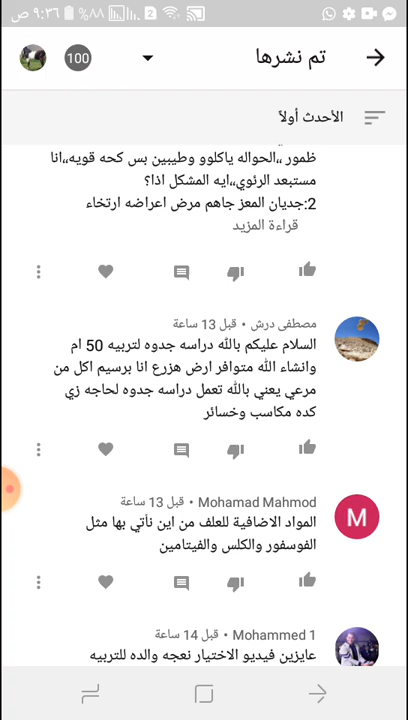 ٩:٣٦ ص
٨٨%
2
تم نشرها
100
الأحدث أولاً
ظمور ،،الحواله ياكلوو وطيبين بس كحه قويه،،انا
مستبعد الرئوي،،ايه المشكل اذا؟
2:جديان المعز جاهم مرض اعراضه ارتخاء
قراءة المزيد
مصطفى درش • قبل 13 ساعة
السلام عليكم بالله دراسه جدوه لتربيه 50 ام
وانشاء الله متوافر ارض هزرع انا برسيم اكل من
مرعي يعني بالله تعمل دراسه جدوه لحاجه زي
كده مكاسب وخسائر
M
Mohamad Mahmod • قبل 13 ساعة
المواد الاضافية للعلف من اين نأتي بها مثل
الفوسفور والكلس والفيتامين
Mohammed 1 • قبل 14 ساعة
عايزين فيديو الاختيار نعجه والده للتربيه